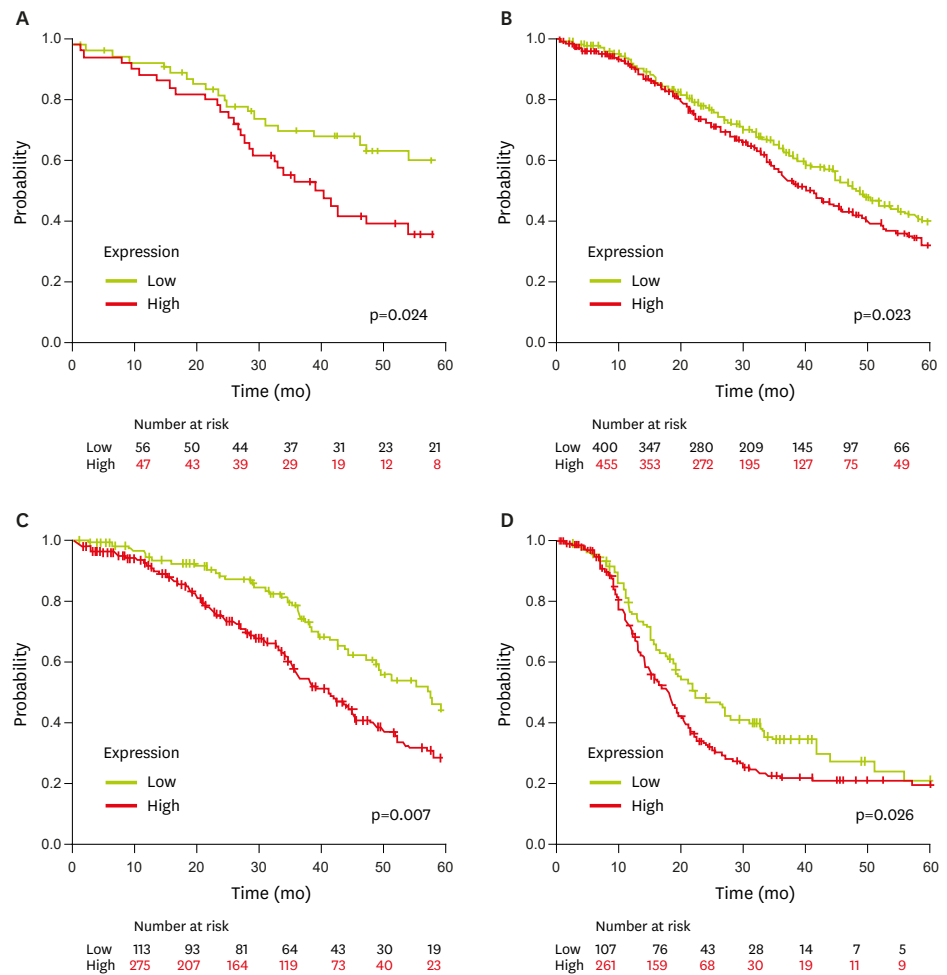 A
1.0
0.8
0.6
0.4
0.2
0.0
Probability
Expression
Low
High
p=0.024
0 10 20 30 40 50 60
Time (mo)
Number at risk
Low 56 50 44 37 31 23 21
High 47 43 39 29 19 12 8
B
1.0
0.8
0.6
0.4
0.2
0.0
Probability
Expression
Low
High
p=0.023
0 10 20 30 40 50 60
Time (mo)
Number at risk
Low 400 347 280 209 145 97 66
High 455 353 272 195 127 75 49
C
1.0
0.8
0.6
0.4
0.2
0.0
Probability
Expression
Low
High
p=0.007
0 10 20 30 40 50 60
Time (mo)
Number at risk
Low 113 93 81 64 43 30 19
High 275 207 164 119 73 40 23
D
1.0
0.8
0.6
0.4
0.2
0.0
Probability
Expression
Low
High
p=0.026
0 10 20 30 40 50 60
Time (mo)
Number at risk
Low 107 76 43 28 14 7 5
High 261 159 68 30 19 11 9